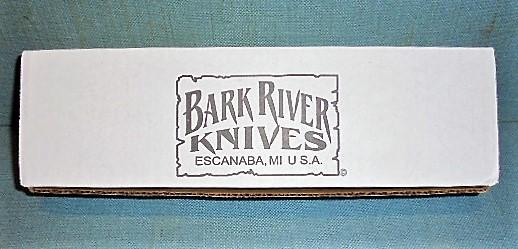 BARK RIVER
KNIVES
ESCANABA, MI U S.A.
©